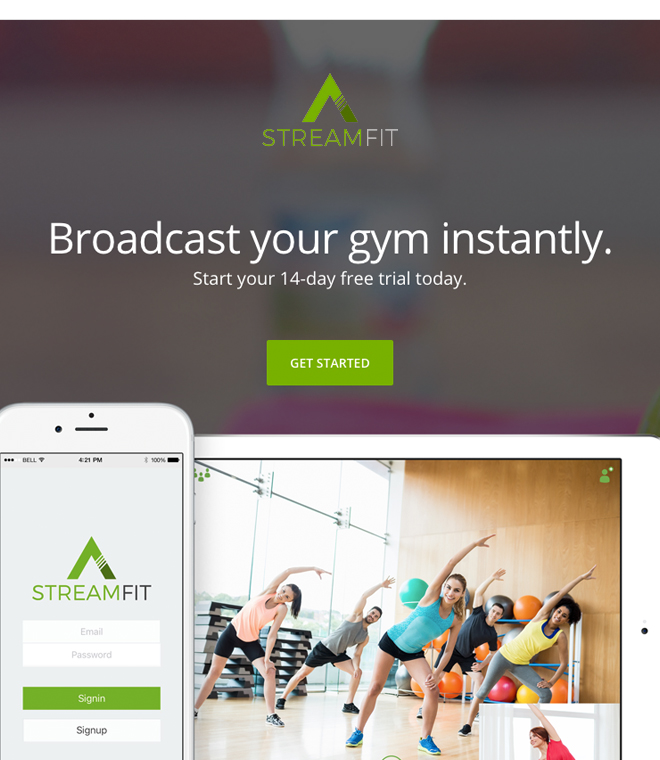 STREAMFIT
Broadcast your gym instantly.
Start your 14-day free trial today.
GET STARTED
BELL 4:21 PM 100%
STREAMFIT
Email
Password
Signin
Signup